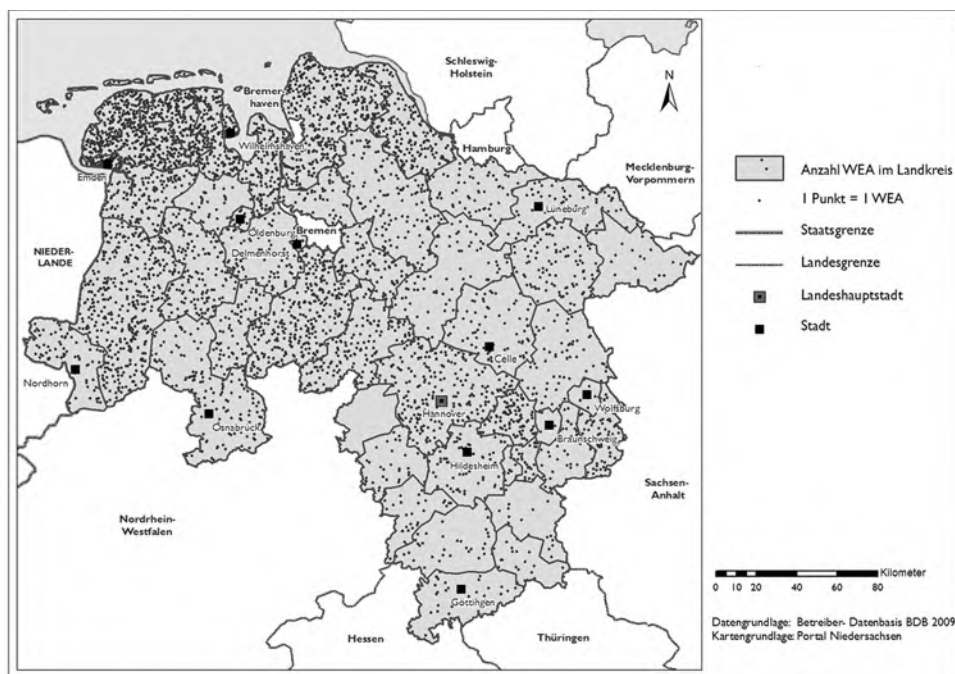 Schleswig-
Holstein
N
Bremer-
haven
Wilhelmshaven
Hamburg
Mecklenburg-
Vorpommern
Emden
Lüneburg
Oldenburg
Bremen
Delmenhorst
NIEDER-
LANDE
Celle
Nordhorn
Hannover
Wolfsburg
Osnabrück
Braunschweig
Hildesheim
Sachsen-
Anhalt
Nordrhein-
Westfalen
Göttingen
Hessen
Thüringen
Anzahl WEA im Landkreis
1 Punkt = 1 WEA
Staatsgrenze
Landesgrenze
Landeshauptstadt
Stadt
Kilometer
0 10 20 40 60 80
Datengrundlage: Betreiber- Datenbasis BDB 2009
Kartengrundlage: Portal Niedersachsen